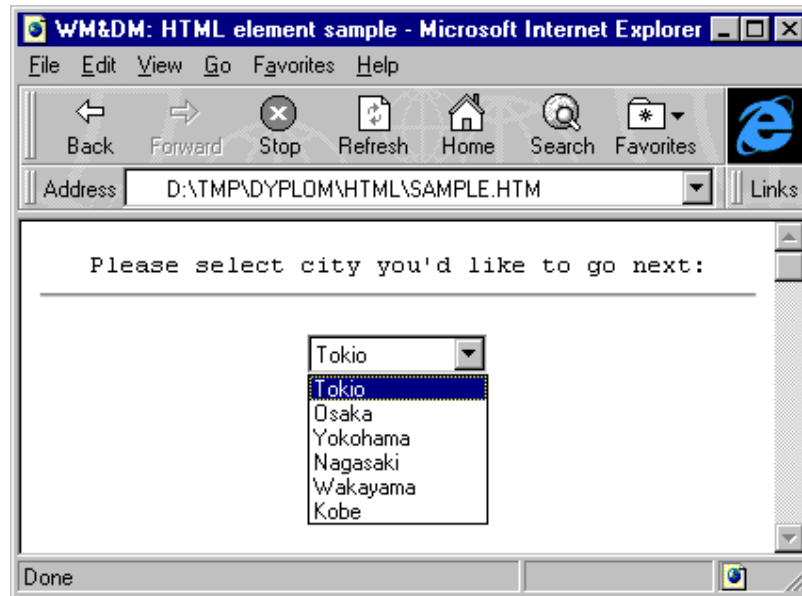 WM&DM: HTML element sample - Microsoft Internet Explorer
File Edit View Go Favorites Help
Back Forward Stop Refresh Home Search Favorites
Address D:\TMP\DYPLOM\HTML\SAMPLE.HTM Links
Please select city you'd like to go next:
Tokio
Tokio
Osaka
Yokohama
Nagasaki
Wakayama
Kobe
Done